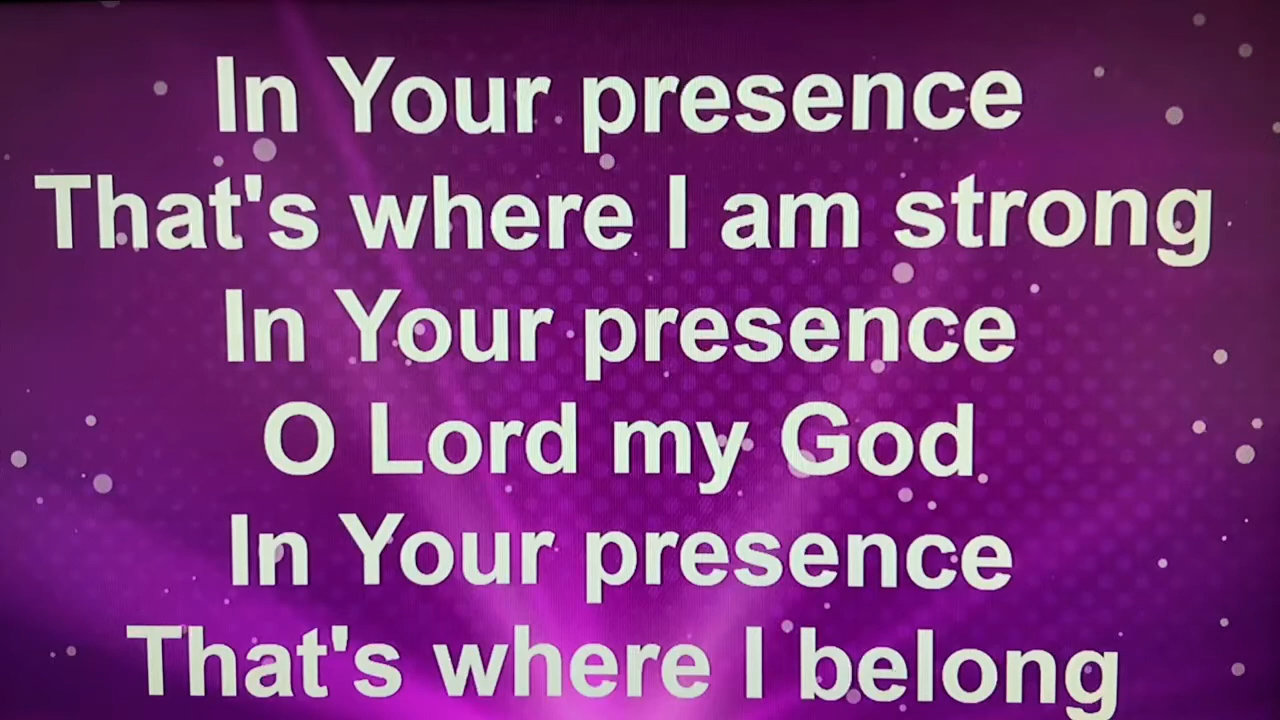 In Your presence
That's where I am strong
In Your presence
O Lord my God
In Your presence
That's where I belong